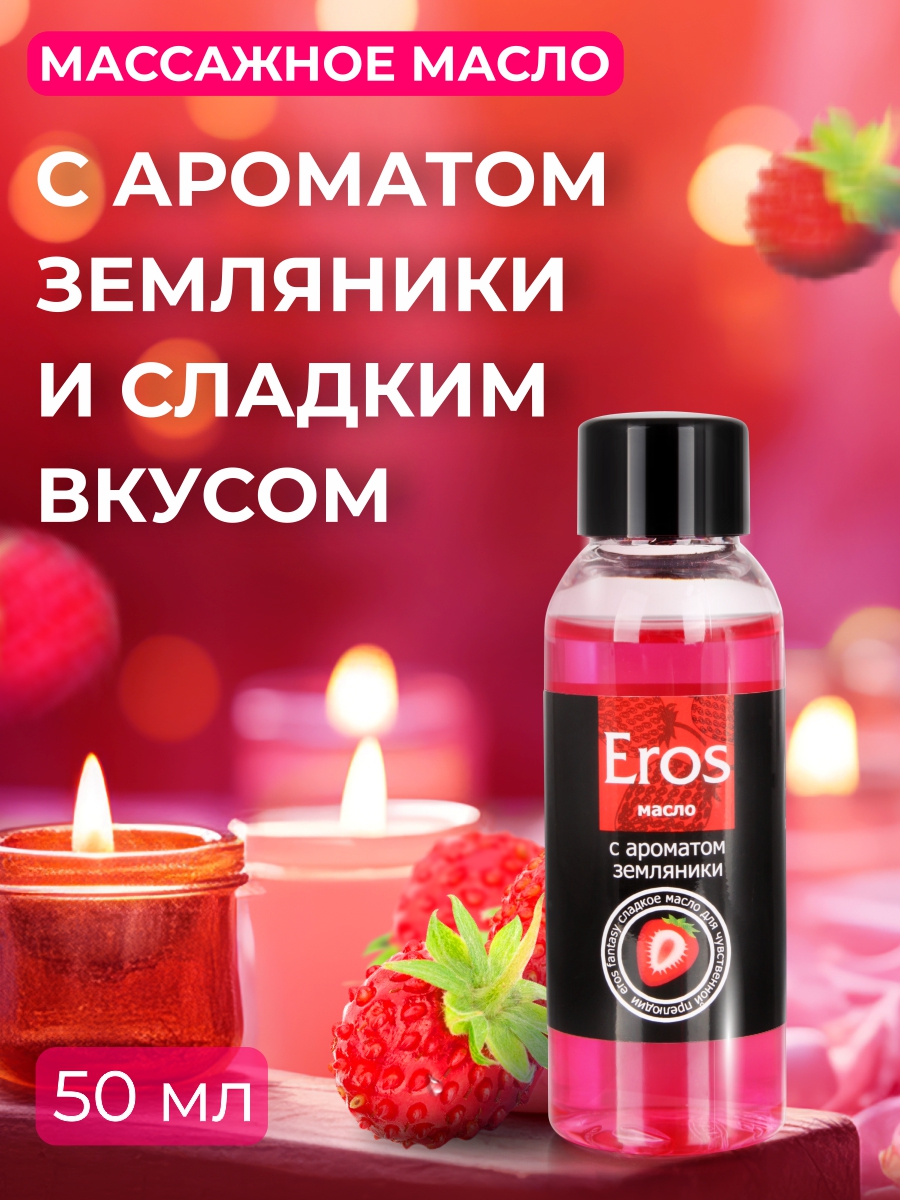 МАССАЖНОЕ МАСЛО
С АРОМАТОМ
ЗЕМЛЯНИКИ
И СЛАДКИМ
ВКУСОМ
Eros
масло
с ароматом
земляники
eros fantasy сладкое масло для чувственной прелюдии
50 мл